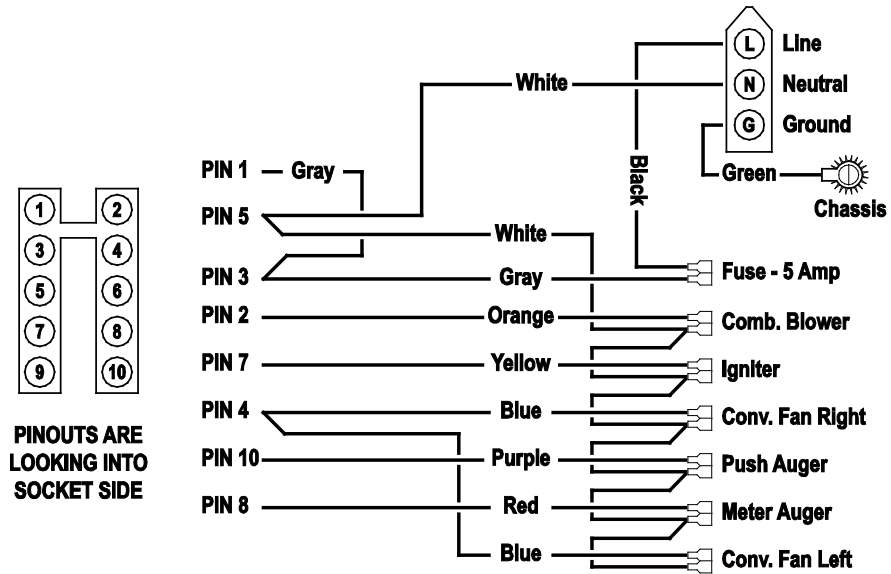 L Line
White N Neutral
G Ground
PIN 1 Gray Black Green
Chassis
1 2
PIN 5
White
3 4
PIN 3 Gray Fuse - 5 Amp
5 6
PIN 2 Orange Comb. Blower
7 8
PIN 7 Yellow Igniter
9 10
PIN 4 Blue Conv. Fan Right
PINOUTS ARE
LOOKING INTO
SOCKET SIDE
PIN 10 Purple Push Auger
PIN 8 Red Meter Auger
Blue Conv. Fan Left